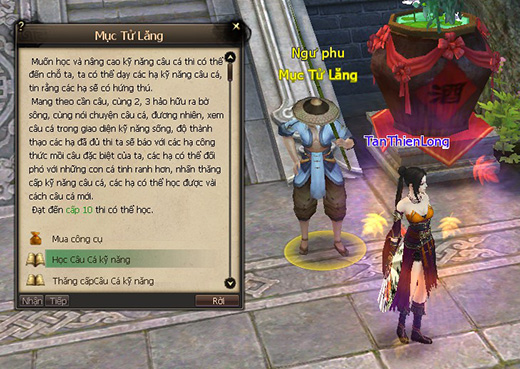 ?
Mục Tử Lăng
Muốn học và nâng cao kỹ năng câu cá thì có thể
đến chỗ ta, ta có thể dạy các hạ kỹ năng câu cá,
tin rằng các hạ sẽ có hứng thú.
Mang theo cần câu, cùng 2, 3 hảo hữu ra bờ
sông, cùng nói chuyện câu cá, đương nhiên, xem
câu cá trong giao diện kỹ năng sống, độ thành
thạo các hạ đã đủ thì ta sẽ báo với các hạ công
thức mồi câu đặc biệt của ta, các hạ có thể đối
phó với những con cá tinh ranh hơn, nhấn thăng
cấp kỹ năng câu cá, các hạ có thể học được vài
cách câu cá mới.
Đạt đến cấp 10 thì có thể học.
Mua công cụ
Học Câu Cá kỹ năng
Thăng cấpCâu Cá kỹ năng
Nhận Tiếp Rời
Ngư phu
Mục Tử Lăng
TanThienLong
酒